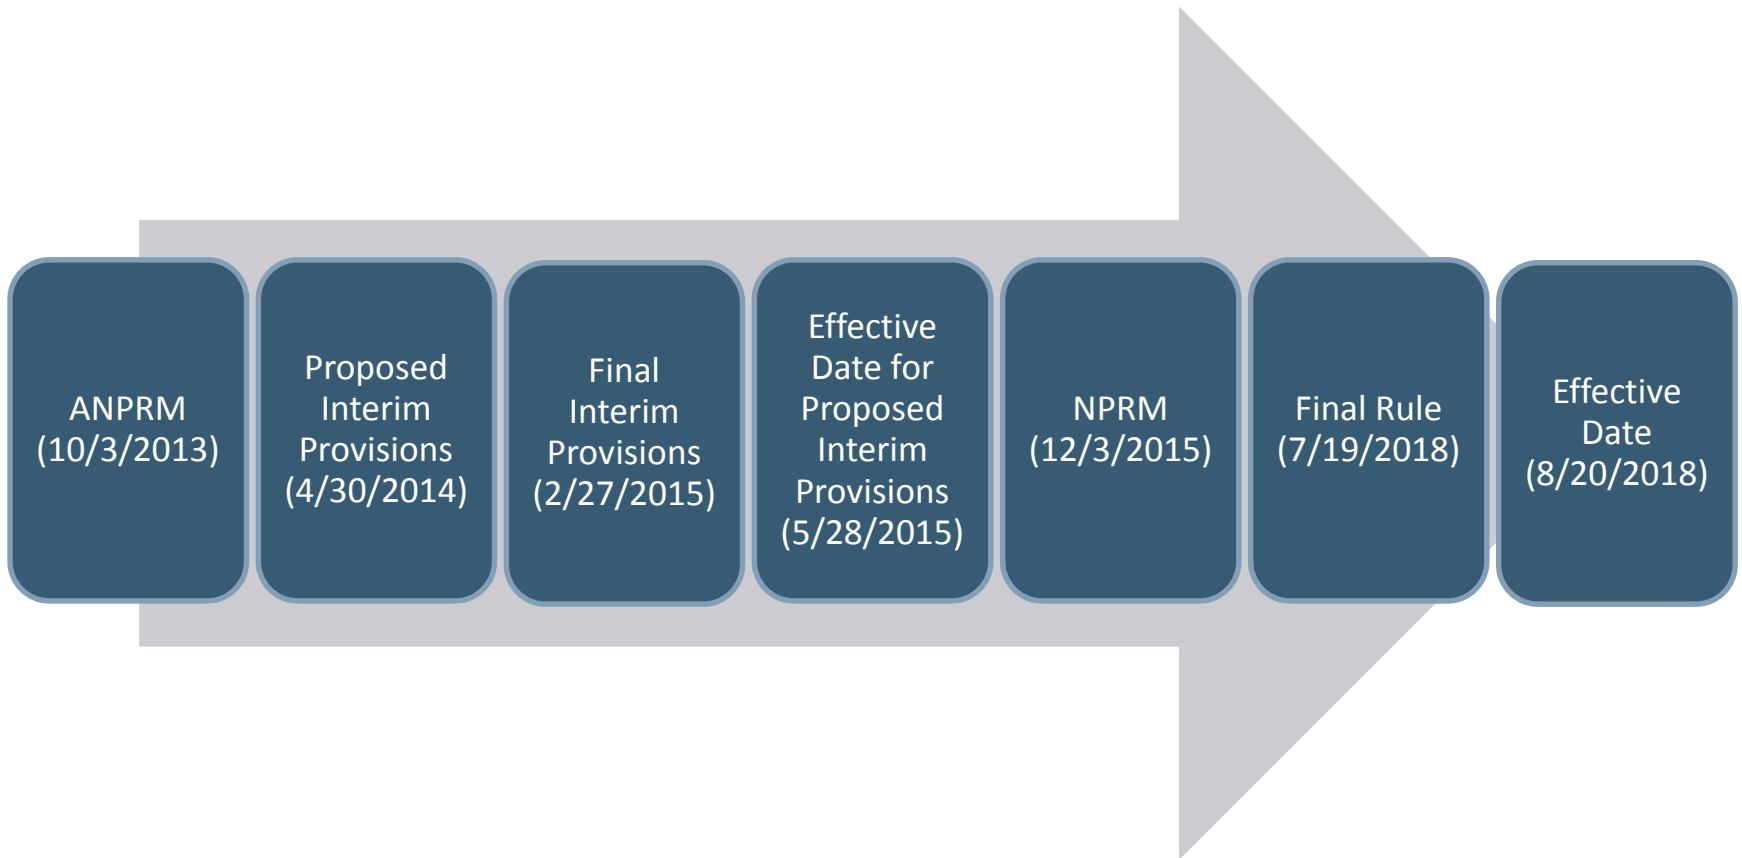 ANPRM
(10/3/2013)
Proposed
Interim
Provisions
(4/30/2014)
Final
Interim
Provisions
(2/27/2015)
Effective
Date for
Proposed
Interim
Provisions
(5/28/2015)
NPRM
(12/3/2015)
Final Rule
(7/19/2018)
Effective
Date
(8/20/2018)